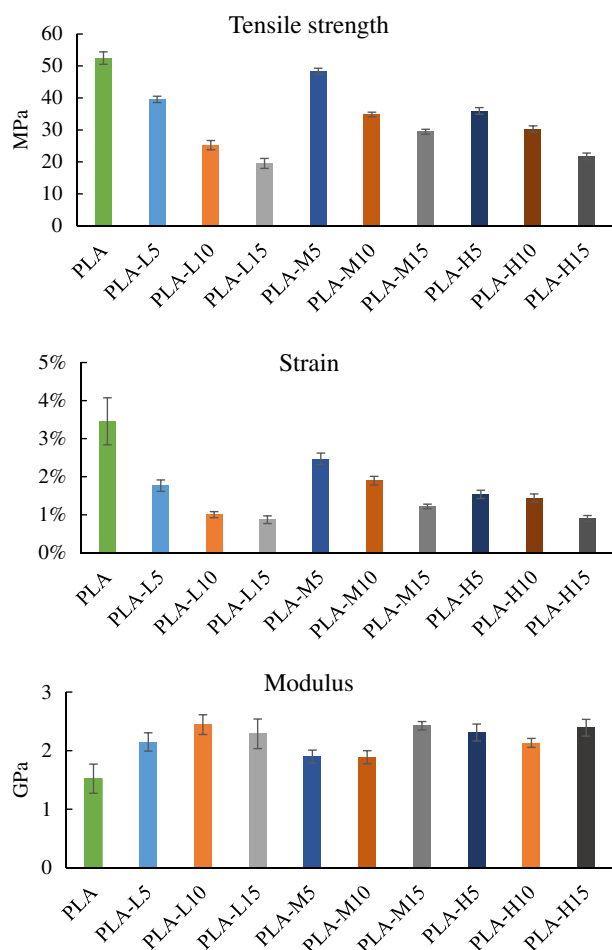 Tensile strength
MPa
60
50
40
30
20
10
0
PLA
PLA-L5
PLA-L10
PLA-L15
PLA-M5
PLA-M10
PLA-M15
PLA-H5
PLA-H10
PLA-H15
Strain
5%
4%
3%
2%
1%
0%
PLA
PLA-L5
PLA-L10
PLA-L15
PLA-M5
PLA-M10
PLA-M15
PLA-H5
PLA-H10
PLA-H15
Modulus
GPa
3
2
1
0
PLA
PLA-L5
PLA-L10
PLA-L15
PLA-M5
PLA-M10
PLA-M15
PLA-H5
PLA-H10
PLA-H15